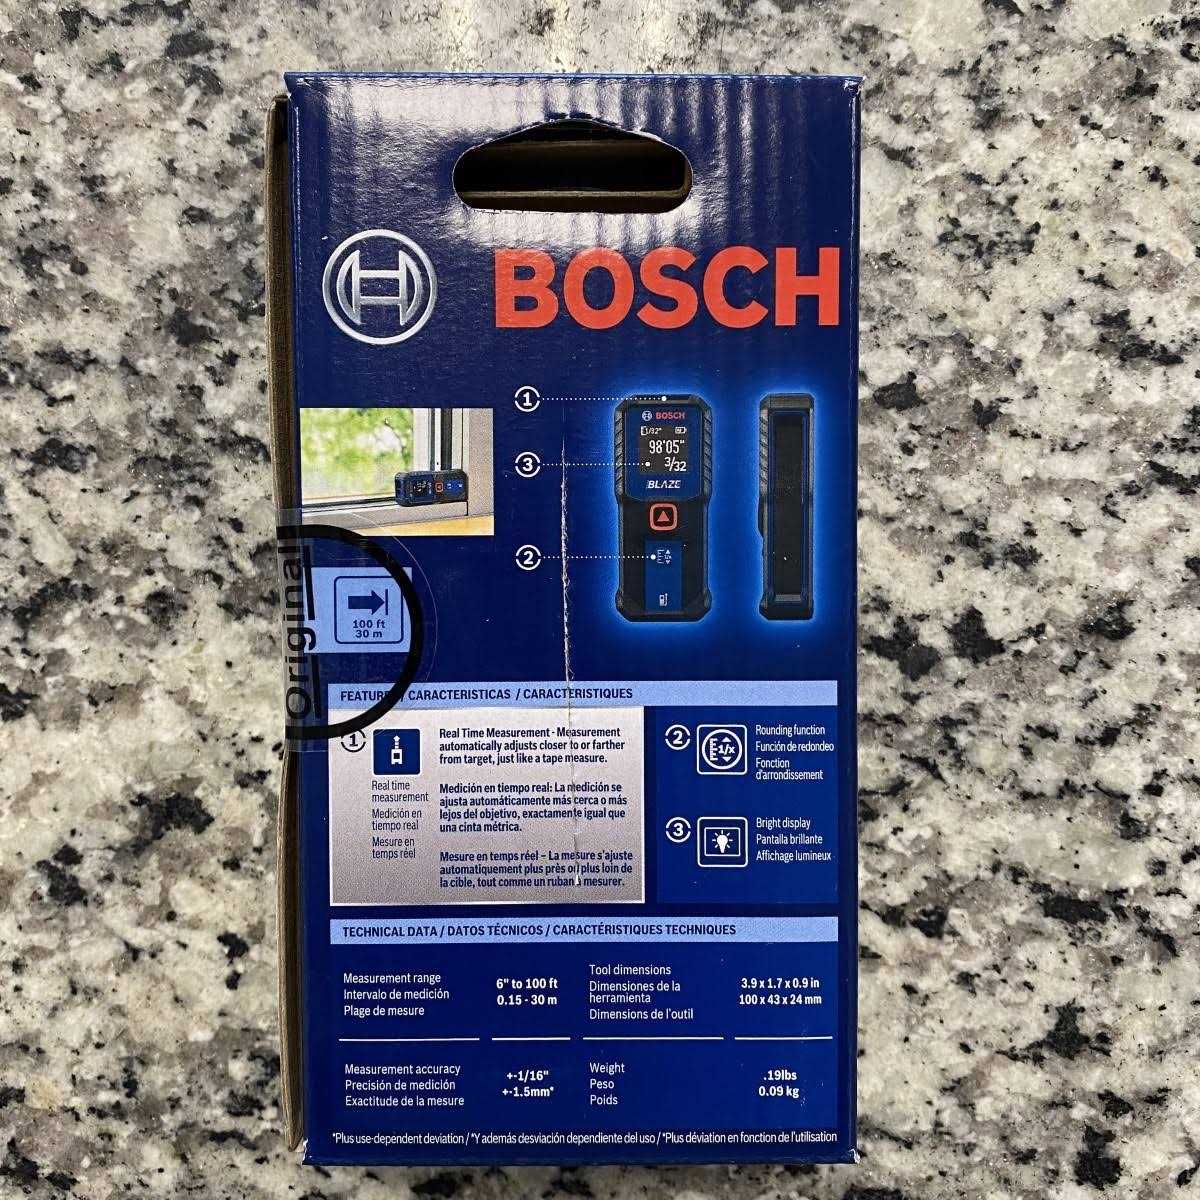 BOSCH
1
BOSCH
1/32"
98'05"
3/32
3
BLAZE
2
1/x
100 ft
30 m
Original
FEATURE / CARACTERISTICAS / CARACTERISTIQUES
1
Real time
measurement
Medición en
tiempo real
Mesure en
temps réel
Real Time Measurement - Measurement
automatically adjusts closer to or farther
from target, just like a tape measure.
Medición en tiempo real: La medición se
ajusta automáticamente más cerca o más
lejos del objetivo, exactamente igual que
una cinta métrica.
Mesure en temps réel – La mesure s'ajuste
automatiquement plus près ou plus loin de
la cible, tout comme un ruban à mesurer.
2
1/x
Rounding function
Función de redondeo
Fonction
d'arrondissement
3
Bright display
Pantalla brillante
Affichage lumineux
TECHNICAL DATA / DATOS TÉCNICOS / CARACTÉRISTIQUES TECHNIQUES
Measurement range
Intervalo de medición
Plage de mesure
6" to 100 ft
0.15 - 30 m
Tool dimensions
Dimensiones de la
herramienta
Dimensions de l'outil
3.9 x 1.7 x 0.9 in
100 x 43 x 24 mm
Measurement accuracy
Precisión de medición
Exactitude de la mesure
+-1/16"
+-1.5mm*
Weight
Peso
Poids
.19lbs
0.09 kg
*Plus use-dependent deviation / *Y además desviación dependiente del uso / *Plus déviation en fonction de l'utilisation